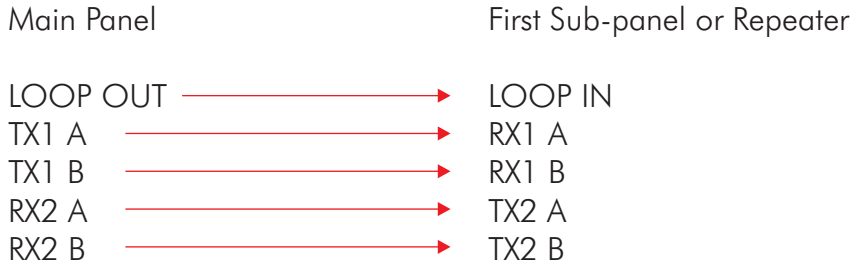 Main Panel First Sub-panel or Repeater
LOOP OUT LOOP IN
TX1 A RX1 A
TX1 B RX1 B
RX2 A TX2 A
RX2 B TX2 B